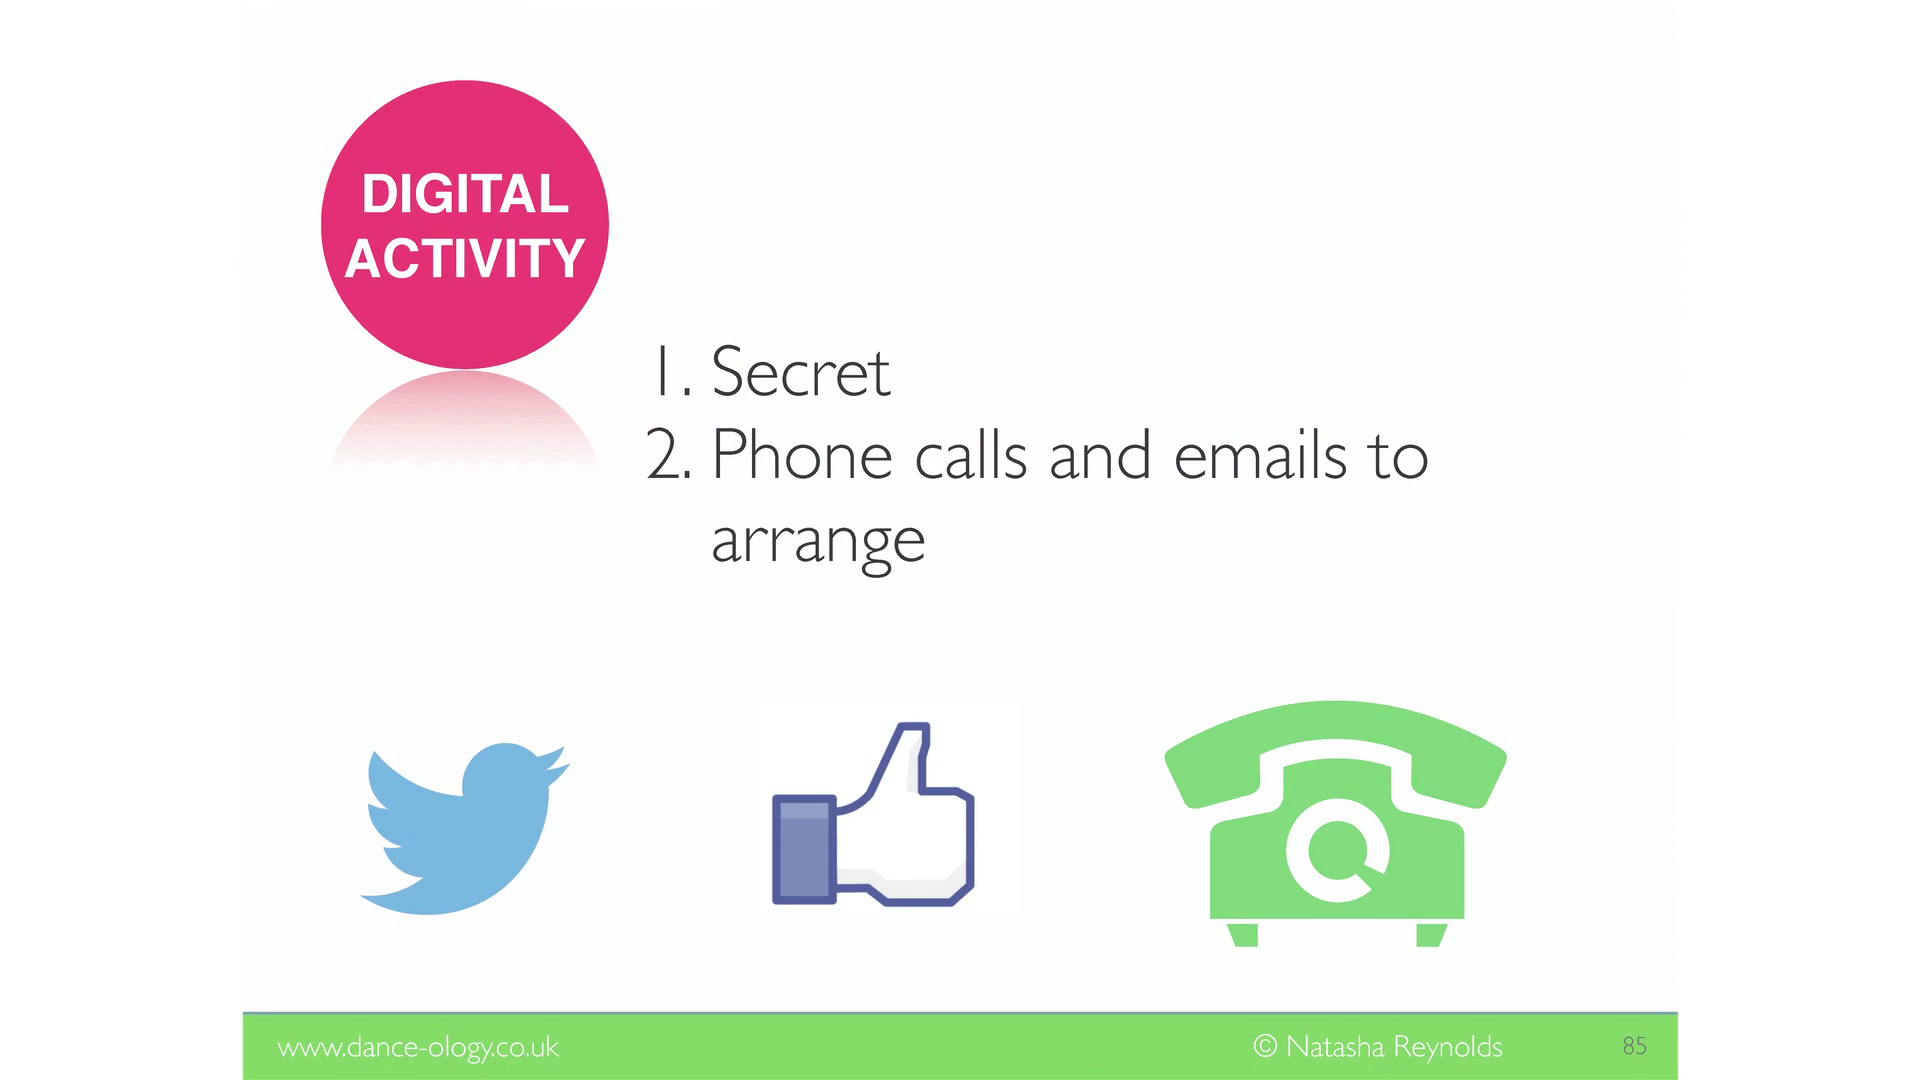 DIGITAL
ACTIVITY
1. Secret
2. Phone calls and emails to
arrange
www.dance-ology.co.uk
© Natasha Reynolds
85